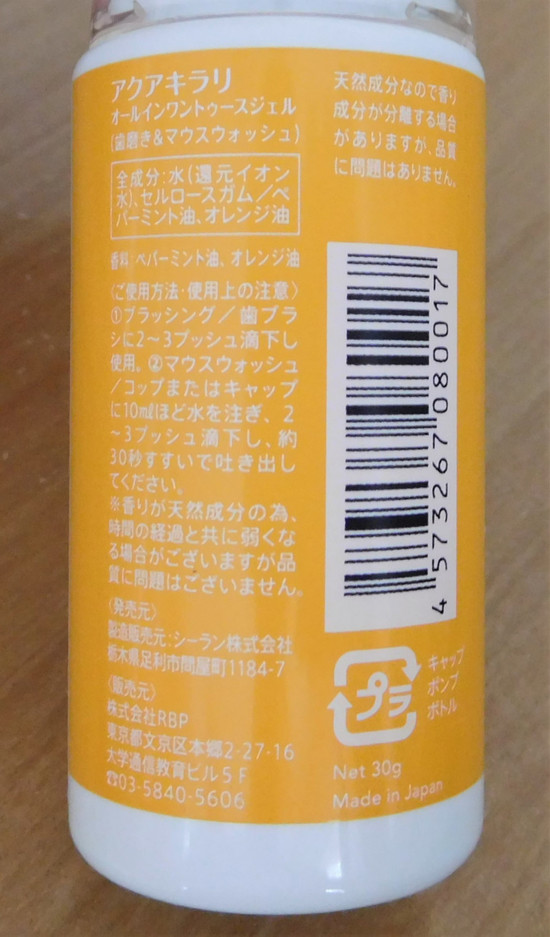 アクアキラリ
オールインワントゥースジェル
(歯磨き&マウスウォッシュ)
全成分:水(還元イオン
水)、セルロースガム/ペ
パーミント油、オレンジ油
香料:ペパーミント油、オレンジ油
〈ご使用方法・使用上の注意〉
①ブラッシング/歯ブラ
シに2〜3プッシュ滴下し
使用。②マウスウォッシュ
/コップまたはキャップ
に10mlほど水を注ぎ、2
〜3プッシュ滴下し、約
30秒すすいで吐き出し
てください。
※香りが天然成分の為、
時間の経過と共に弱くな
る場合がございますが品
質に問題はございません。
〈発売元〉
製造販売元:シーラン株式会社
栃木県足利市問屋町1184-7
〈販売元〉
株式会社RBP
東京都文京区本郷2-27-16
大学通信教育ビル5F
☎03-5840-5606
天然成分なので香り
成分が分離する場合
がありますが、品質
に問題はありません。
4573267080017
プラ
キャップ
ポンプ
ボトル
Net 30g
Made in Japan